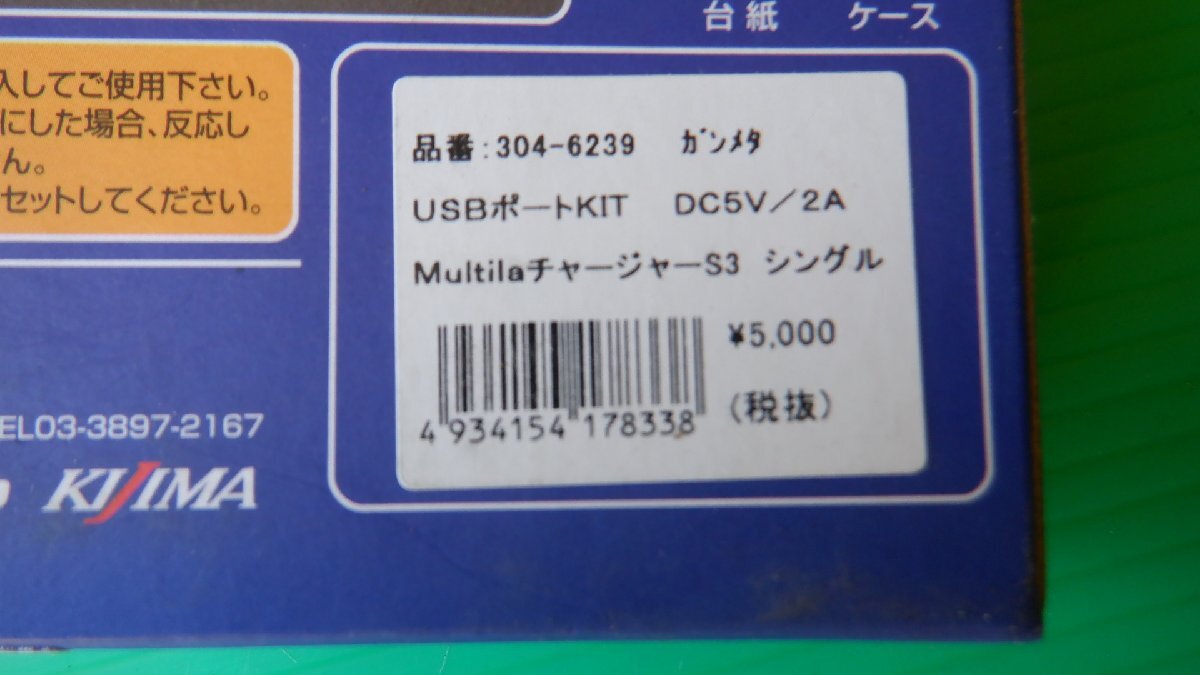 台紙 ケース
入してご使用下さい。
にした場合、反応し
ん。
セットしてください。
品番:304-6239 ガンメタ
USBポートKIT DC5V/2A
MultilaチャージャーS3 シングル
¥5,000
(税抜)
4 934154 178338
EL03-3897-2167
KIJIMA